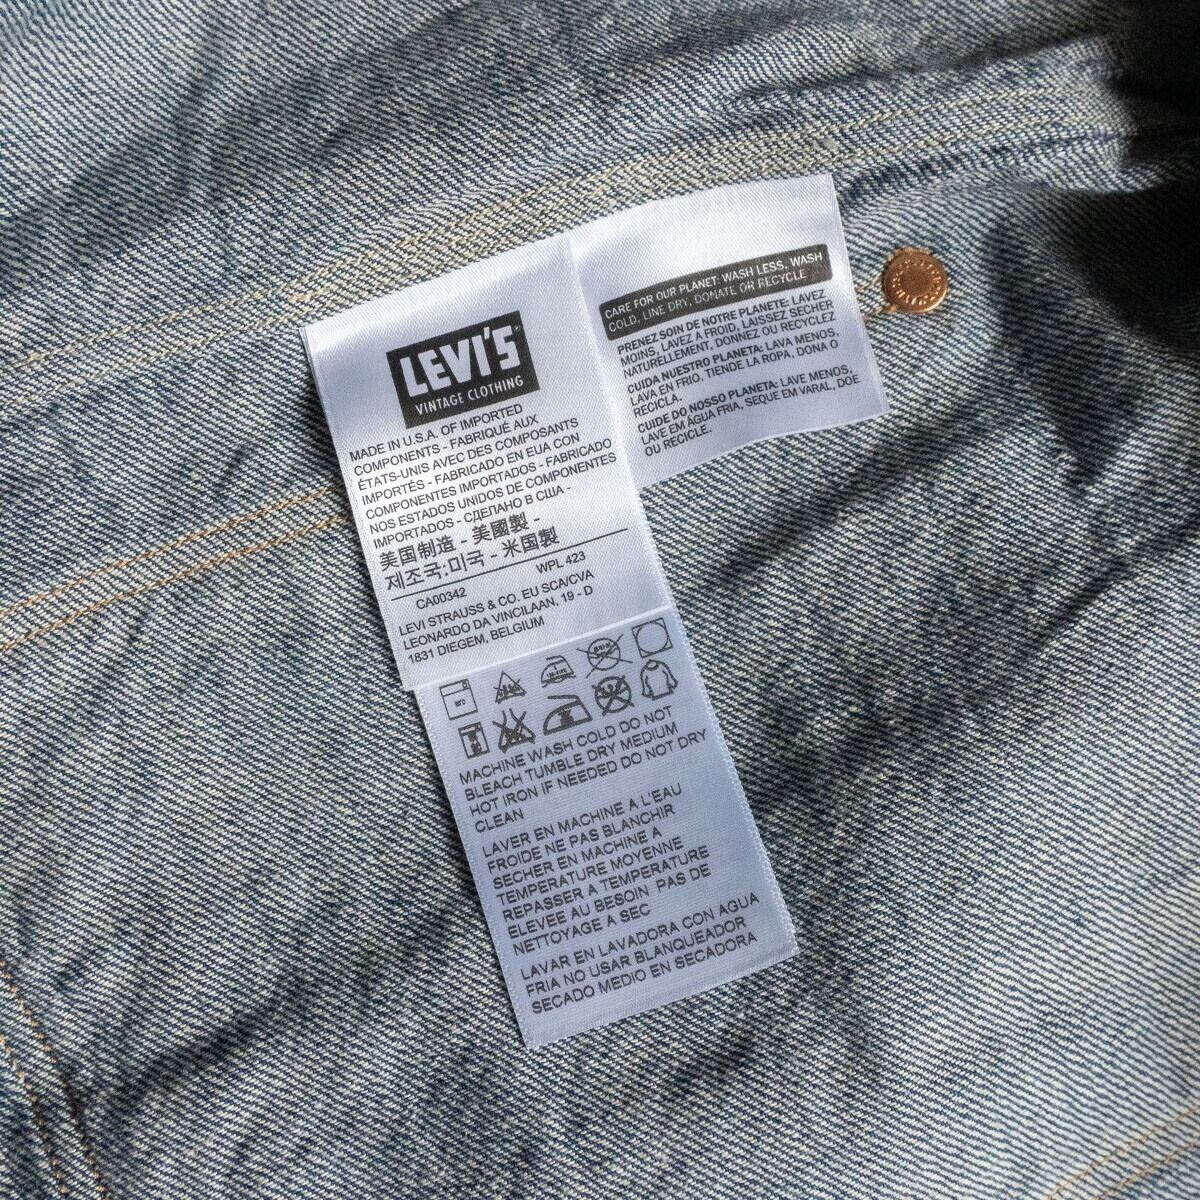 LEVI'S®
VINTAGE CLOTHING
MADE IN U.S.A. OF IMPORTED
COMPONENTS - FABRIQUÉ AUX
ÉTATS-UNIS AVEC DES COMPOSANTS
IMPORTÉS - FABRICADO EN EUA CON
COMPONENTES IMPORTADOS - FABRICADO
NOS ESTADOS UNIDOS DE COMPONENTES
IMPORTADOS - СДЕЛАНО В США -
美国制造 - 美國製 -
제조국:미국 - 米国製
CA00342 WPL 423
LEVI STRAUSS & CO. EU SCA/CVA
LEONARDO DA VINCILAAN, 19 - D
1831 DIEGEM, BELGIUM
CARE FOR OUR PLANET: WASH LESS, WASH
COLD, LINE DRY, DONATE OR RECYCLE
PRENEZ SOIN DE NOTRE PLANETE: LAVEZ
MOINS, LAVEZ A FROID, LAISSEZ SECHER
NATURELLEMENT, DONNEZ OU RECYCLEZ
CUIDA NUESTRO PLANETA: LAVA MENOS,
LAVA EN FRIO, TIENDE LA ROPA, DONA O
RECICLA.
CUIDE DO NOSSO PLANETA: LAVE MENOS,
LAVE EM ÁGUA FRIA, SEQUE EM VARAL, DOE
OU RECICLE.
MACHINE WASH COLD DO NOT
BLEACH TUMBLE DRY MEDIUM
HOT IRON IF NEEDED DO NOT DRY
CLEAN
LAVER EN MACHINE A L'EAU
FROIDE NE PAS BLANCHIR
SECHER EN MACHINE A
TEMPERATURE MOYENNE
REPASSER A TEMPERATURE
ELEVEE AU BESOIN PAS DE
NETTOYAGE A SEC
LAVAR EN LAVADORA CON AGUA
FRIA NO USAR BLANQUEADOR
SECADO MEDIO EN SECADORA